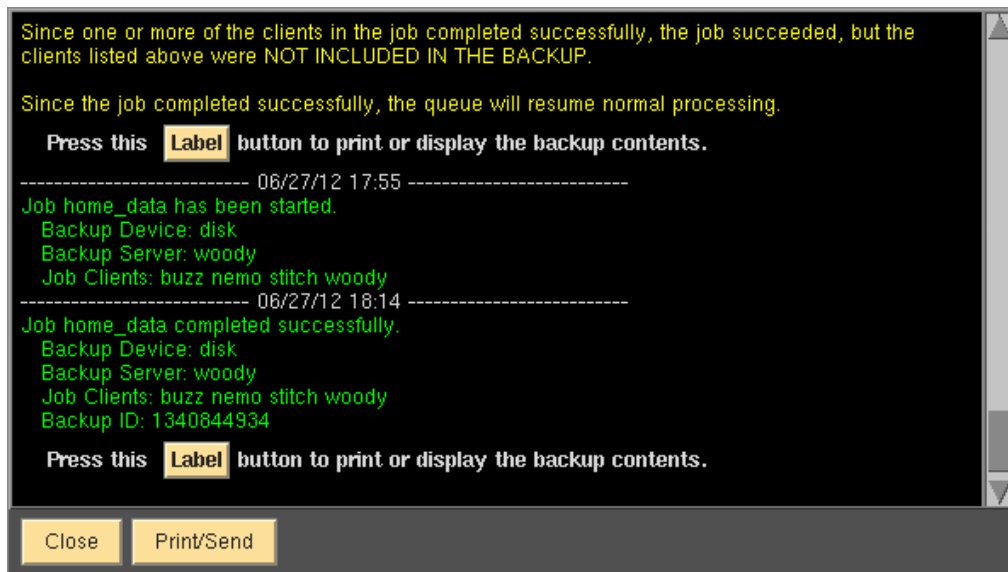 Since one or more of the clients in the job completed successfully, the job succeeded, but the
clients listed above were NOT INCLUDED IN THE BACKUP.
Since the job completed successfully, the queue will resume normal processing.
Press this Label button to print or display the backup contents.
--------------------------- 06/27/12 17:55 --------------------------
Job home_data has been started.
Backup Device: disk
Backup Server: woody
Job Clients: buzz nemo stitch woody
--------------------------- 06/27/12 18:14 --------------------------
Job home_data completed successfully.
Backup Device: disk
Backup Server: woody
Job Clients: buzz nemo stitch woody
Backup ID: 1340844934
Press this Label button to print or display the backup contents.
Close Print/Send